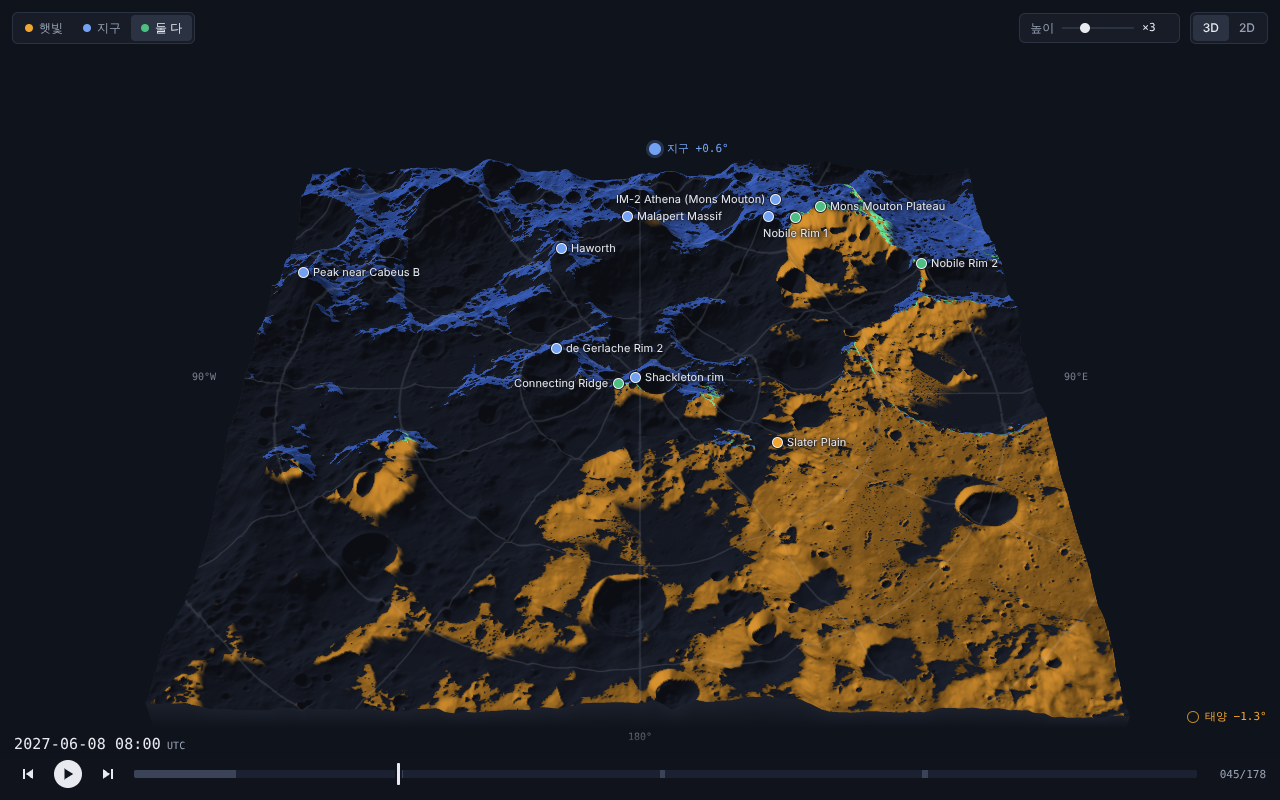 햇빛 지구 둘 다
높이 ×3 3D 2D
지구 +0.6°
IM-2 Athena (Mons Mouton)
Mons Mouton Plateau
Malapert Massif
Nobile Rim 1
Haworth
Nobile Rim 2
Peak near Cabeus B
de Gerlache Rim 2
90°W
Connecting Ridge
Shackleton rim
90°E
Slater Plain
태양 −1.3°
180°
2027-06-08 08:00 UTC
045/178